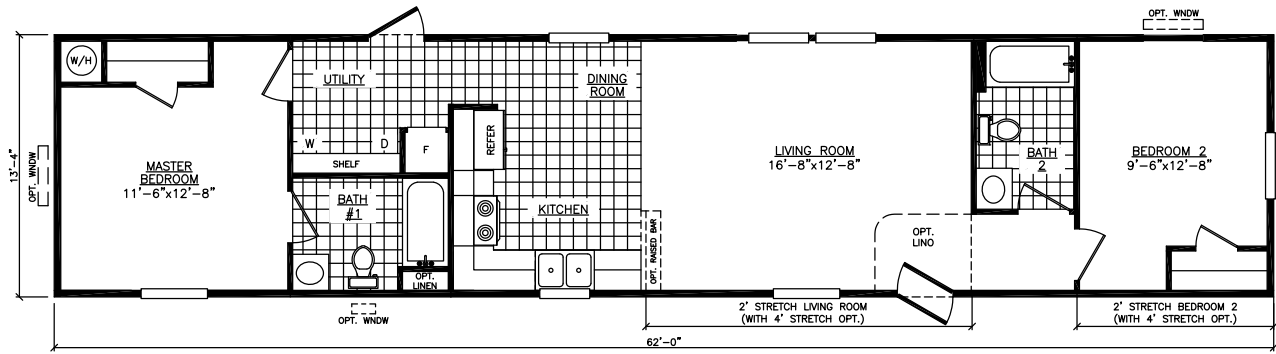 OPT. WNDW
W/H
UTILITY
DINING
ROOM
13'-4"
OPT. WNDW
MASTER
BEDROOM
11'-6"x12'-8"
W
D
SHELF
F
REFER
LIVING ROOM
16'-8"x12'-8"
BATH
2
BEDROOM 2
9'-6"x12'-8"
BATH
#1
KITCHEN
OPT. RAISED BAR
OPT.
LINO
OPT.
LINEN
OPT. WNDW
2' STRETCH LIVING ROOM
(WITH 4' STRETCH OPT.)
2' STRETCH BEDROOM 2
(WITH 4' STRETCH OPT.)
62'-0"